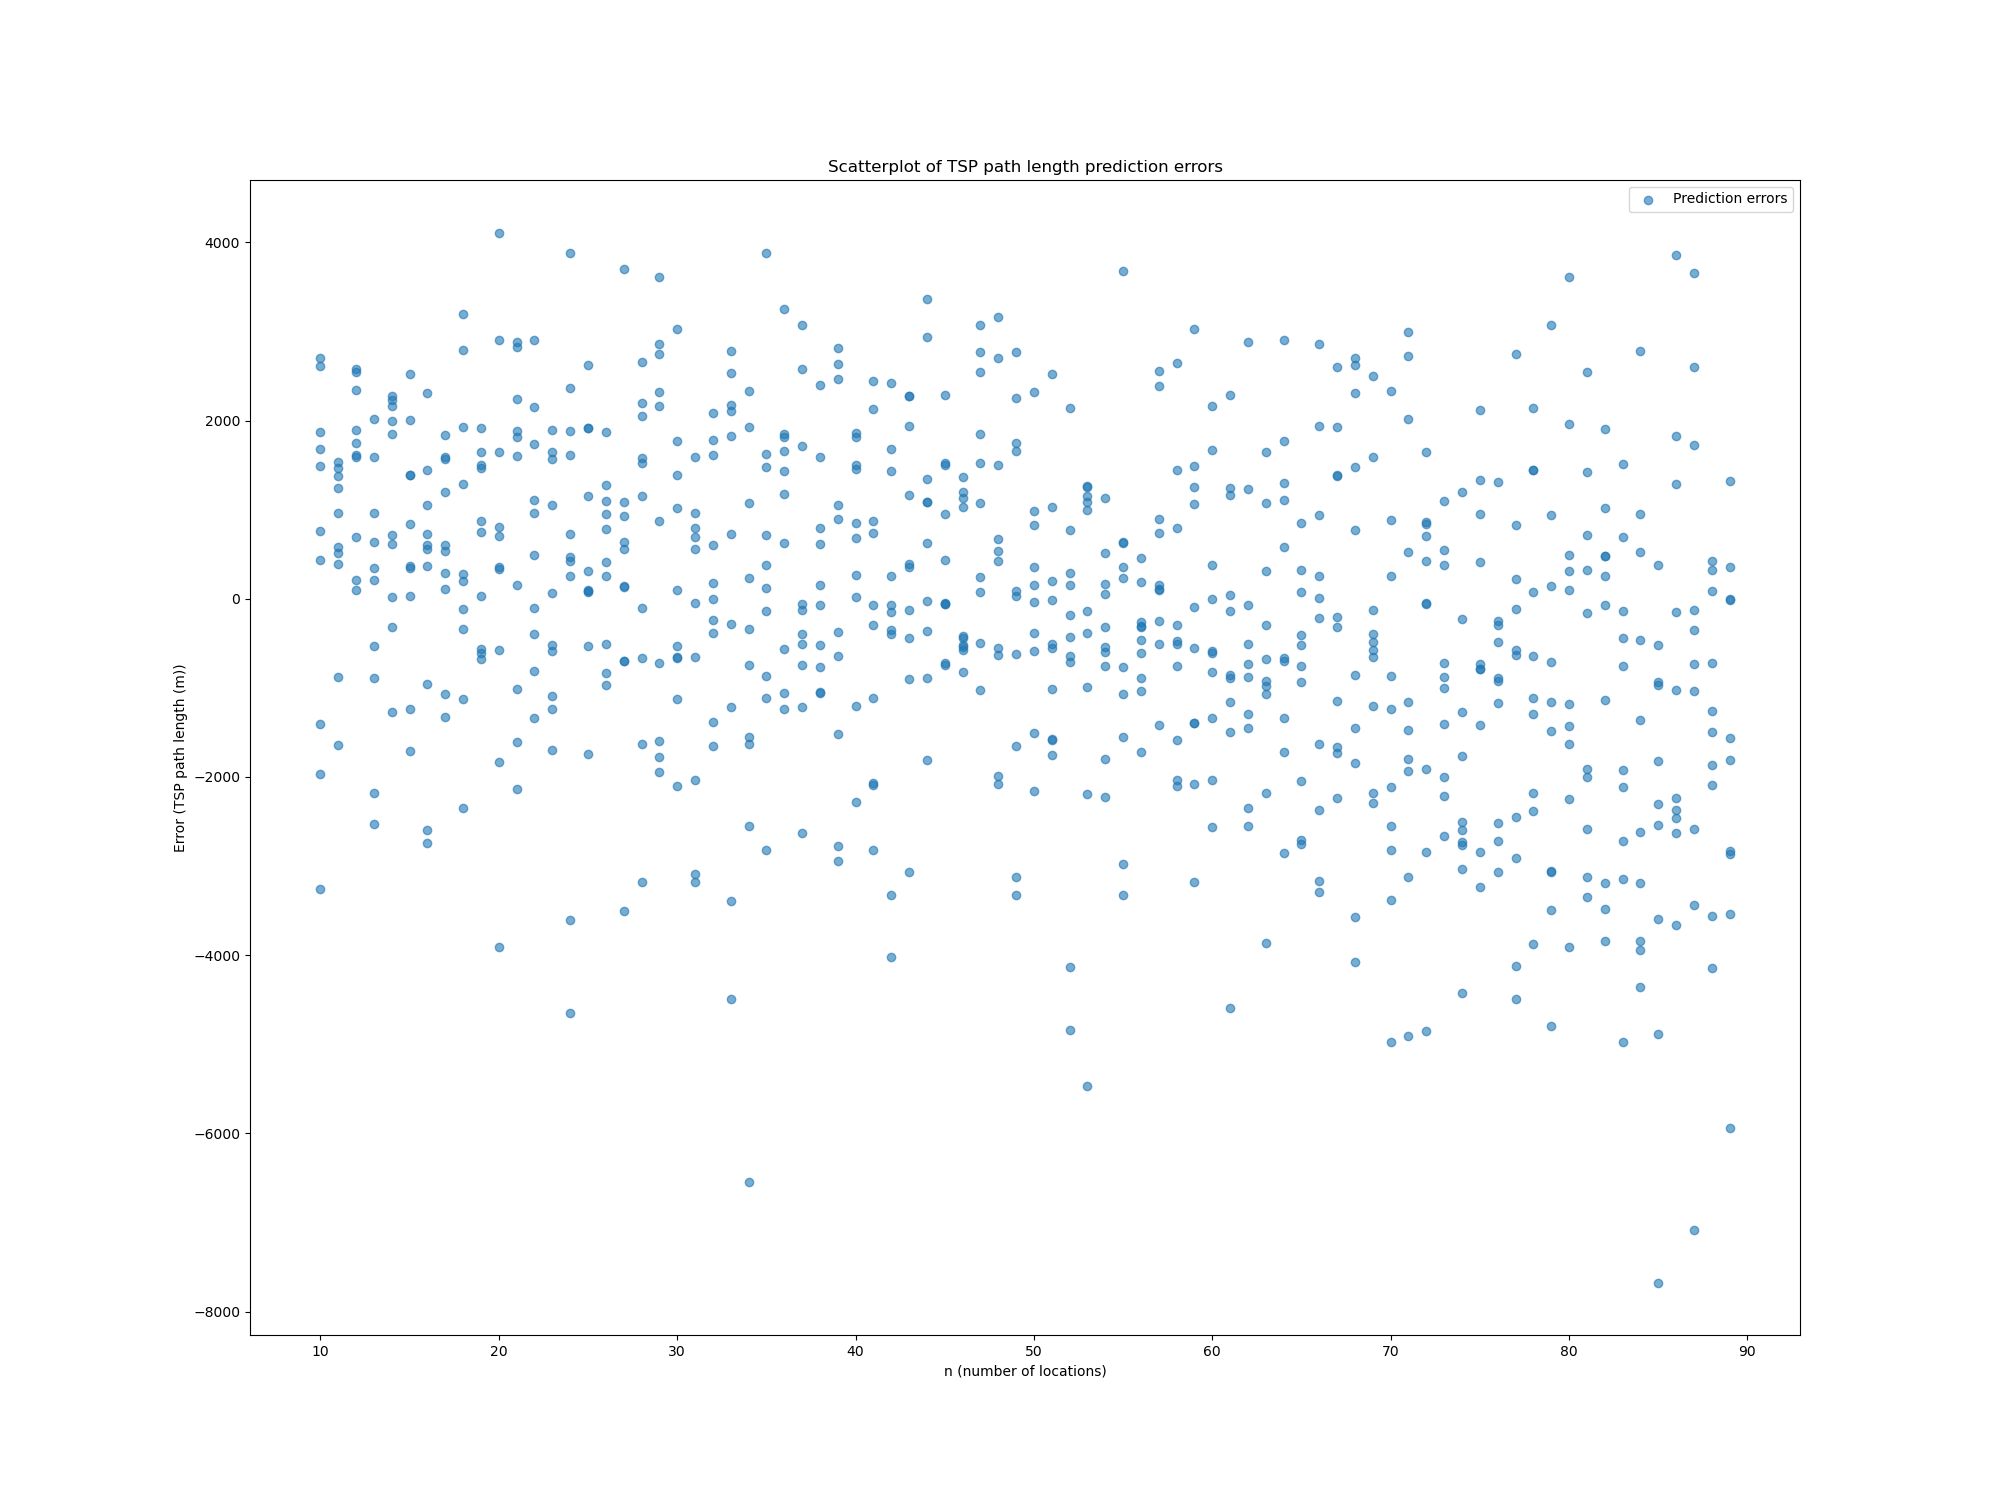 Scatterplot of TSP path length prediction errors
Prediction errors
4000
2000
0
−2000
−4000
−6000
−8000
Error (TSP path length (m))
10 20 30 40 50 60 70 80 90
n (number of locations)